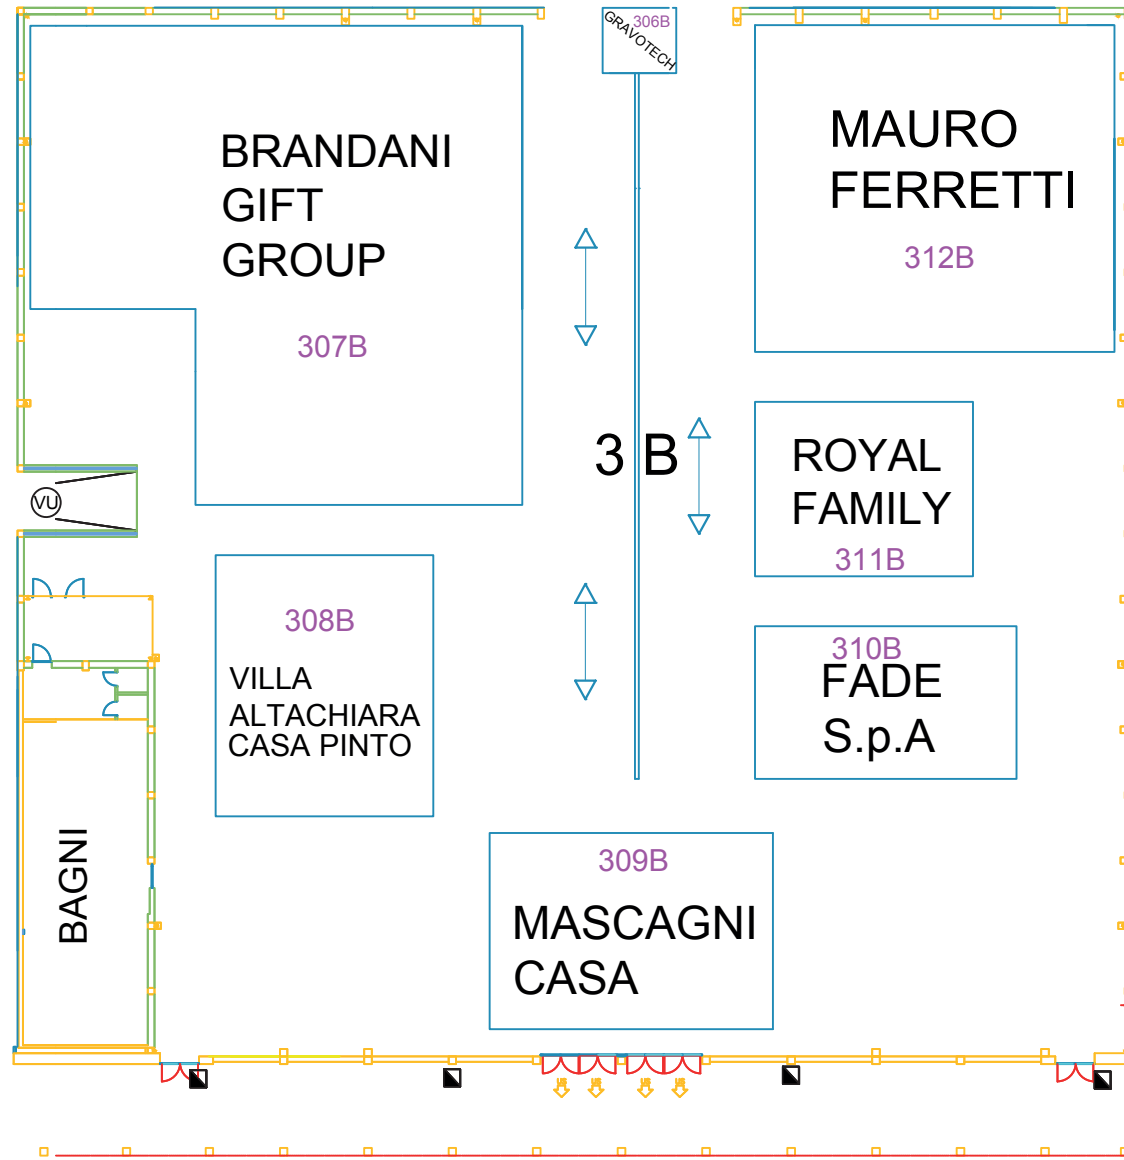 306B
GRAVOTECH
BRANDANI
GIFT
GROUP
307B
MAURO
FERRETTI
312B
3 B
ROYAL
FAMILY
311B
VU
308B
VILLA
ALTACHIARA
CASA PINTO
310B
FADE
S.p.A
BAGNI
309B
MASCAGNI
CASA